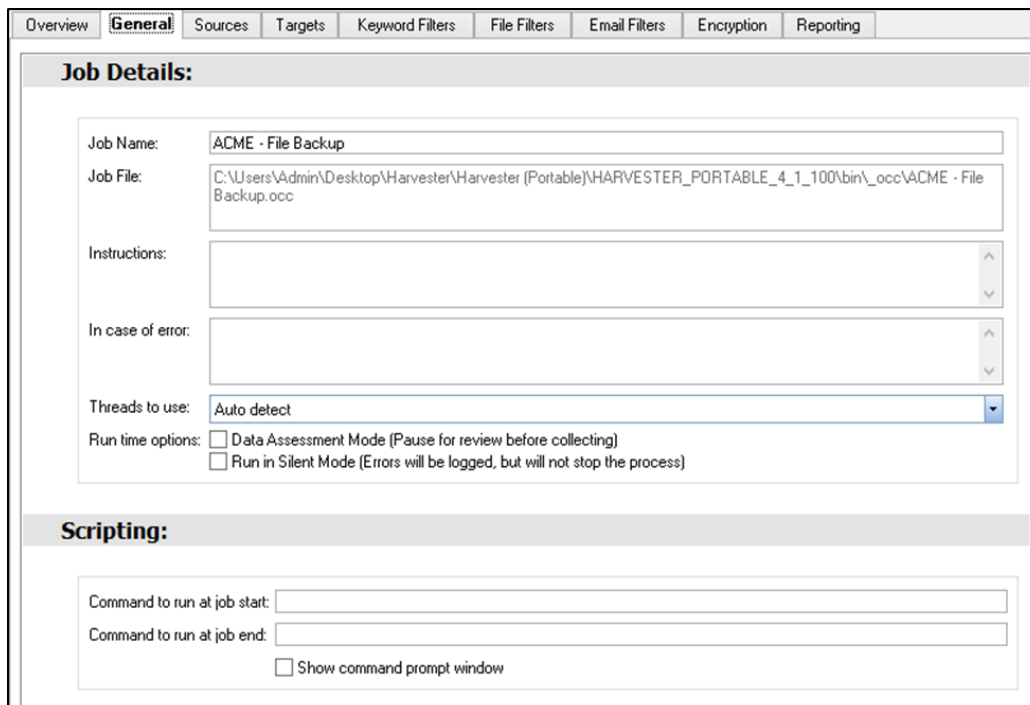 Overview General Sources Targets Keyword Filters File Filters Email Filters Encryption Reporting
Job Details:
Job Name: ACME - File Backup
Job File: C:\Users\Admin\Desktop\Harvester\Harvester (Portable)\HARVESTER_PORTABLE_4_1_100\bin\_occ\ACME - File
Backup.occ
Instructions:
In case of error:
Threads to use: Auto detect
Run time options: Data Assessment Mode (Pause for review before collecting)
Run in Silent Mode (Errors will be logged, but will not stop the process)
Scripting:
Command to run at job start:
Command to run at job end:
Show command prompt window